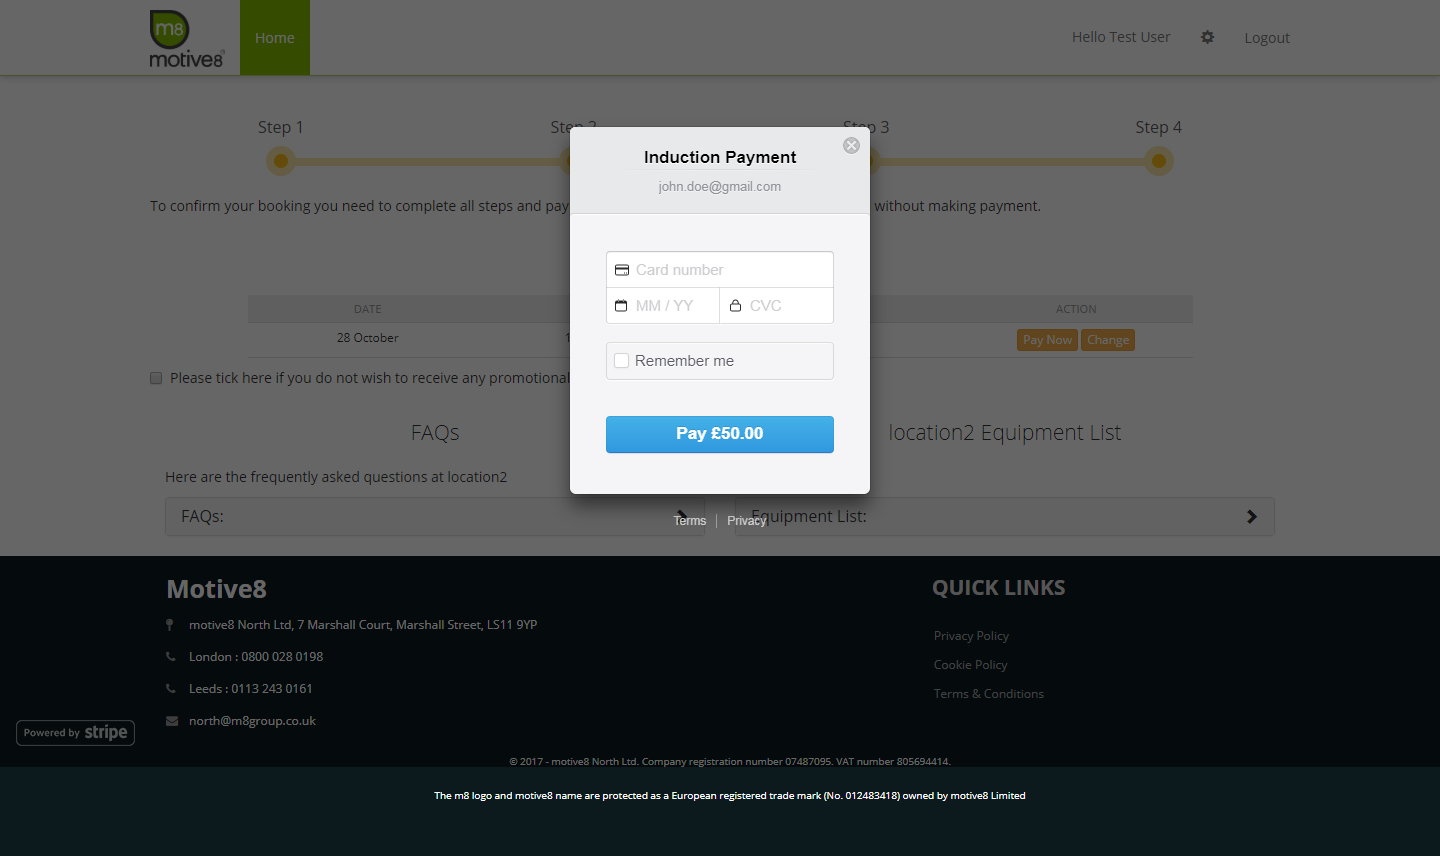 m8
motive8®
Home
Hello Test User
Logout
Step 1
Step 2
Step 3
Step 4
To confirm your booking you need to complete all steps and pay
without making payment.
Induction Payment
john.doe@gmail.com
Card number
MM / YY
CVC
Remember me
Pay £50.00
Terms
Privacy
DATE
ACTION
28 October
1
Pay Now
Change
Please tick here if you do not wish to receive any promotional
FAQs
location2 Equipment List
Here are the frequently asked questions at location2
FAQs:
Equipment List:
Motive8
motive8 North Ltd, 7 Marshall Court, Marshall Street, LS11 9YP
London : 0800 028 0198
Leeds : 0113 243 0161
north@m8group.co.uk
QUICK LINKS
Privacy Policy
Cookie Policy
Terms & Conditions
Powered by stripe
© 2017 - motive8 North Ltd. Company registration number 07487095. VAT number 805694414.
The m8 logo and motive8 name are protected as a European registered trade mark (No. 012483418) owned by motive8 Limited